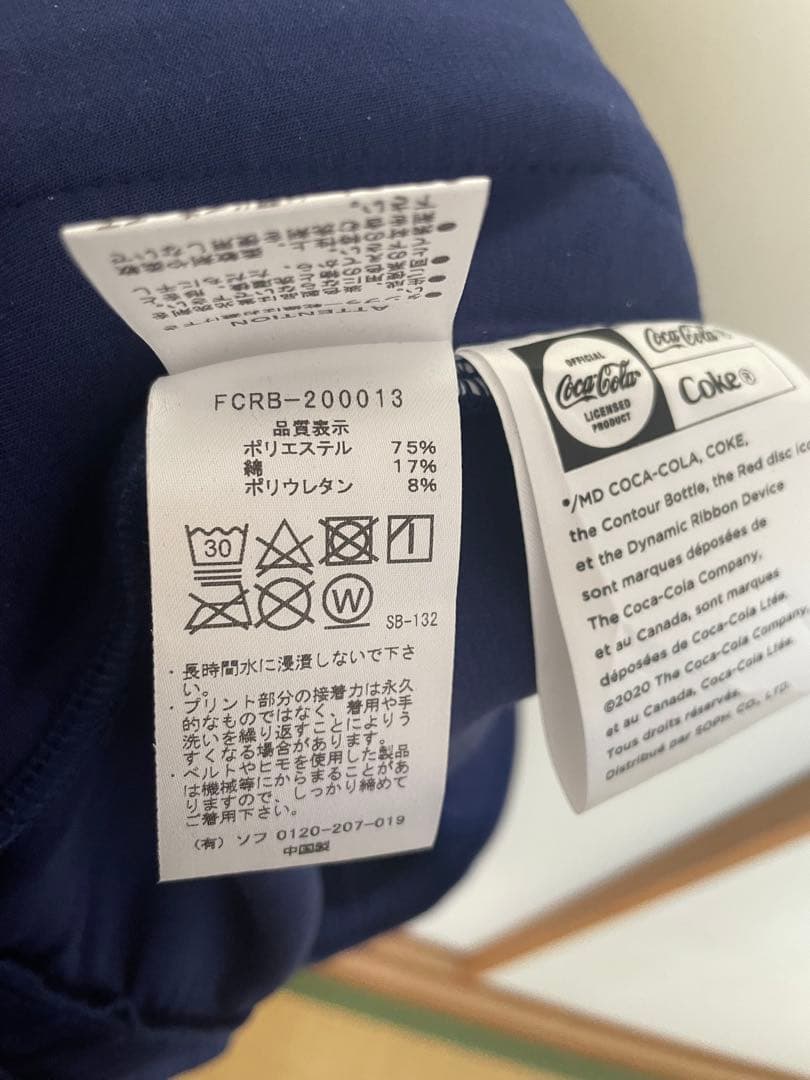 ATTENTION
FCRB-200013
品質表示
ポリエステル 75%
綿 17%
ポリウレタン 8%
30
W
SB-132
・長時間水に浸漬しないで下さ
い。
・プリント部分の接着力は永久
的なものではなく、着用や手
洗いを繰り返すことによりう
すくなる場合があります。
・ベルトやヒモを使用した製品
は機械等にからまることがあ
りますので、しっかり締めて
ご着用下さい。
(有) ソフ 0120-207-019
中国製
OFFICIAL
Coca-Cola
LICENSED
PRODUCT
Coca-Cola®
Coke®
•/MD COCA-COLA, COKE,
the Contour Bottle, the Red disc ico
et the Dynamic Ribbon Device
sont marques déposées de
The Coca-Cola Company,
et au Canada, sont marques
déposées de Coca-Cola Ltée.
©2020 The Coca-Cola Company,
et au Canada, Coca-Cola Ltée.
Tous droits réservés.
Distribué par SOPH. CO., LTD.